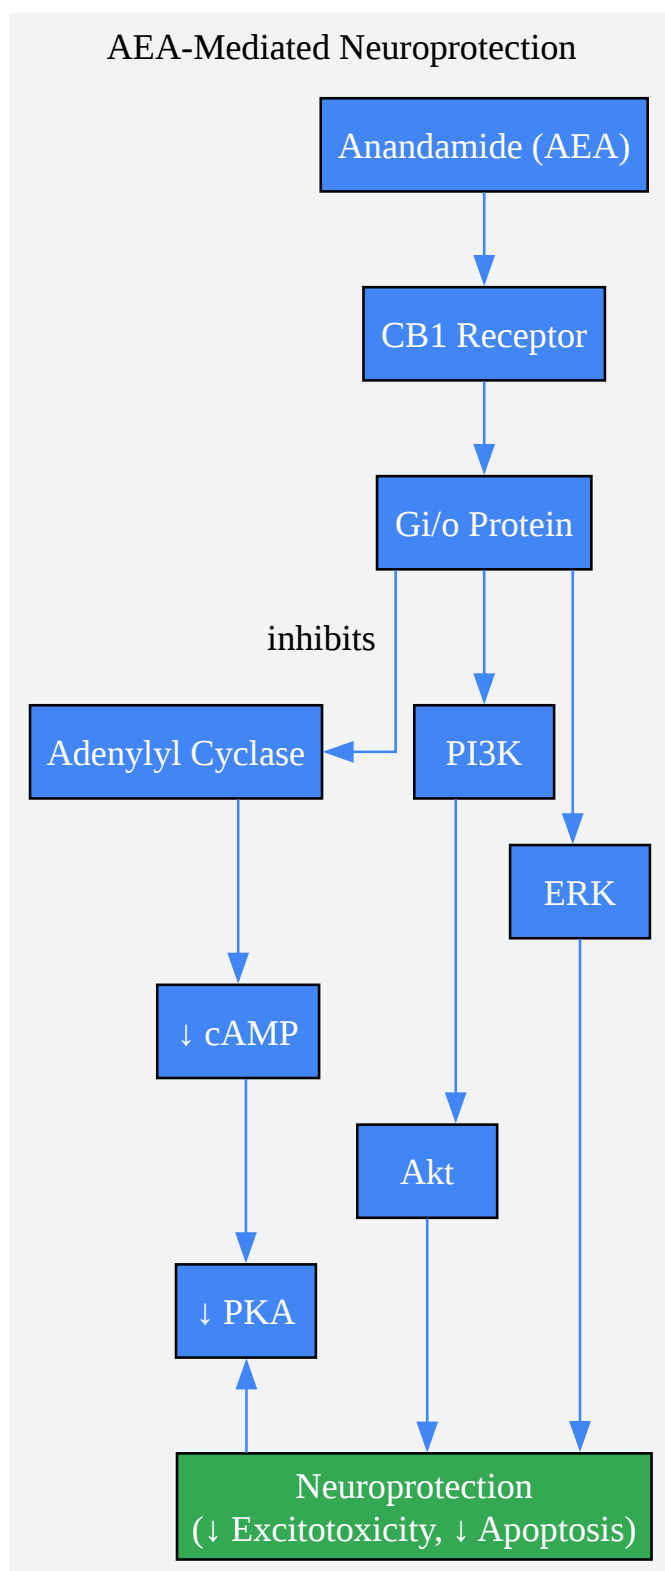 AEA-Mediated Neuroprotection
Anandamide (AEA)
CB1 Receptor
Gi/o Protein
inhibits
Adenylyl Cyclase
PI3K
ERK
↓ cAMP
Akt
↓ PKA
Neuroprotection
(↓ Excitotoxicity, ↓ Apoptosis)